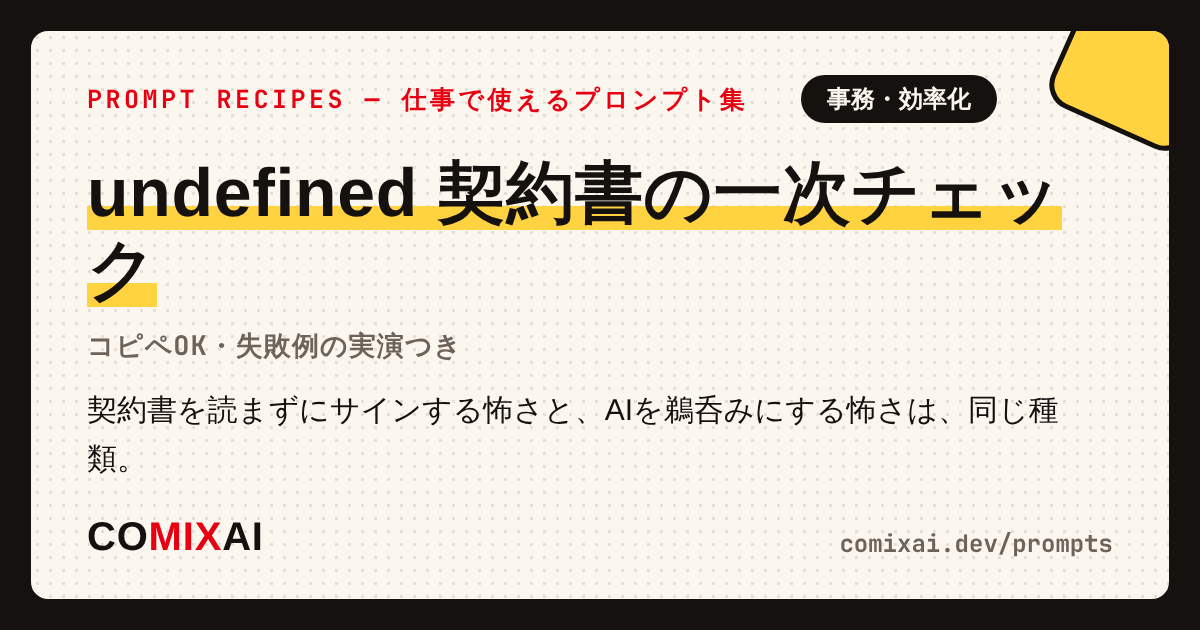 PROMPT RECIPES — 仕事で使えるプロンプト集
事務・効率化
undefined 契約書の一次チェッ
ク
コピペOK・失敗例の実演つき
契約書を読まずにサインする怖さと、AIを鵜呑みにする怖さは、同じ種
類。
COMIXAI
comixai.dev/prompts